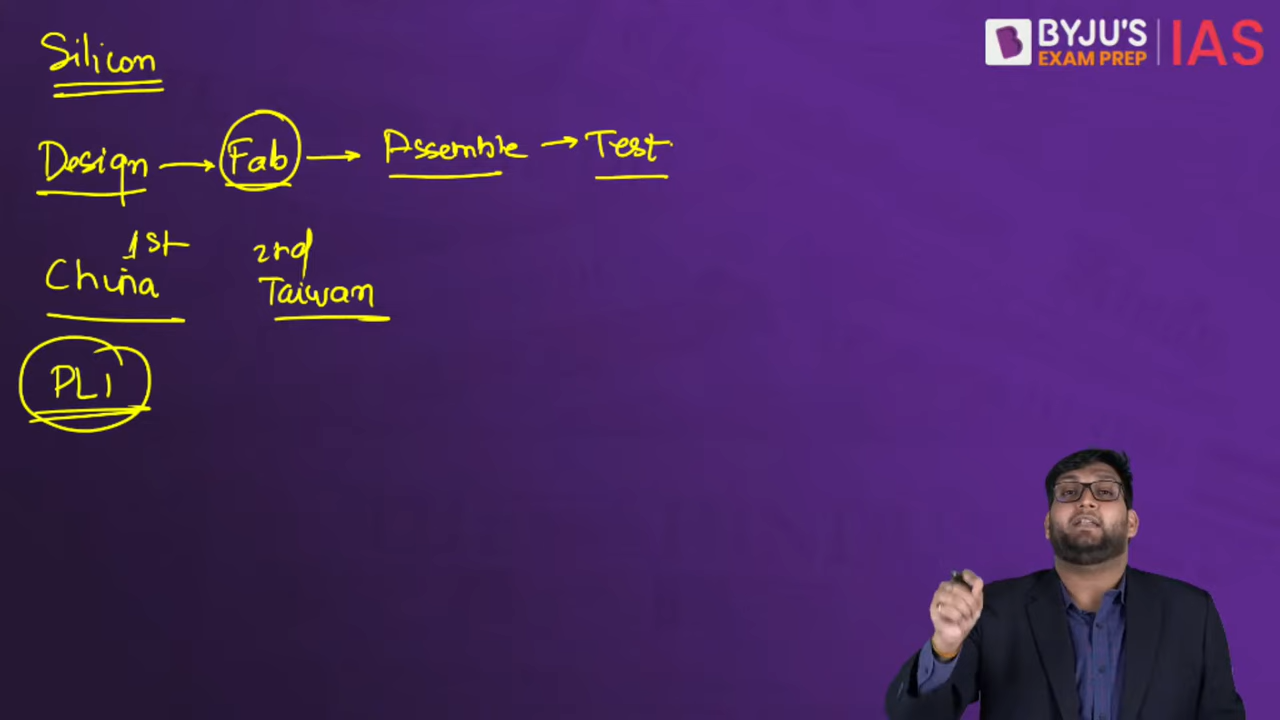 Silicon
BYJU'S
EXAM PREP
IAS
Design → Fab → Assemble → Test
1st 2nd
China Taiwan
PLI